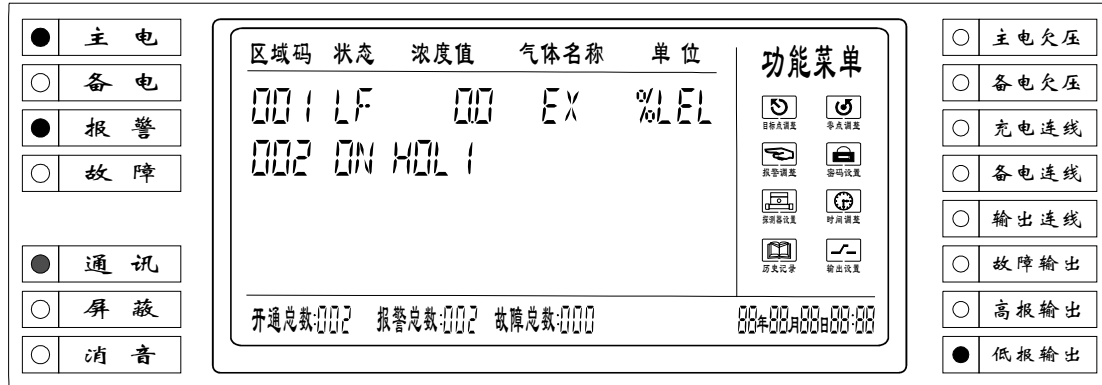 主电
备电
报警
故障
通讯
屏蔽
消音
区域码 状态 浓度值 气体名称 单位
001 LF 0.0 EX %LEL
002 ON HOL1
开通总数:002 报警总数:002 故障总数:000
功能菜单
目标点调整 零点调整
报警调整 密码设置
探测器设置 时间调整
历史记录 输出设置
88年88月88日88:88
主电欠压
备电欠压
充电连线
备电连线
输出连线
故障输出
高报输出
低报输出